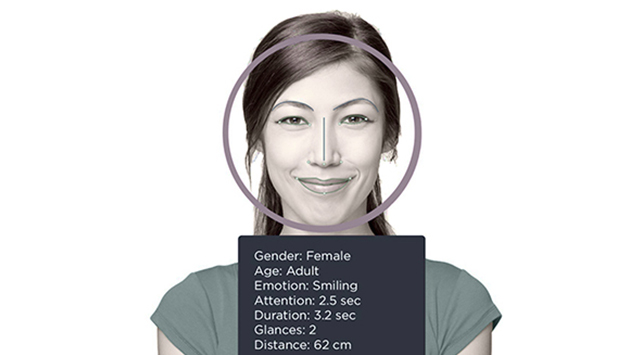 Gender: Female
Age: Adult
Emotion: Smiling
Attention: 2.5 sec
Duration: 3.2 sec
Glances: 2
Distance: 62 cm